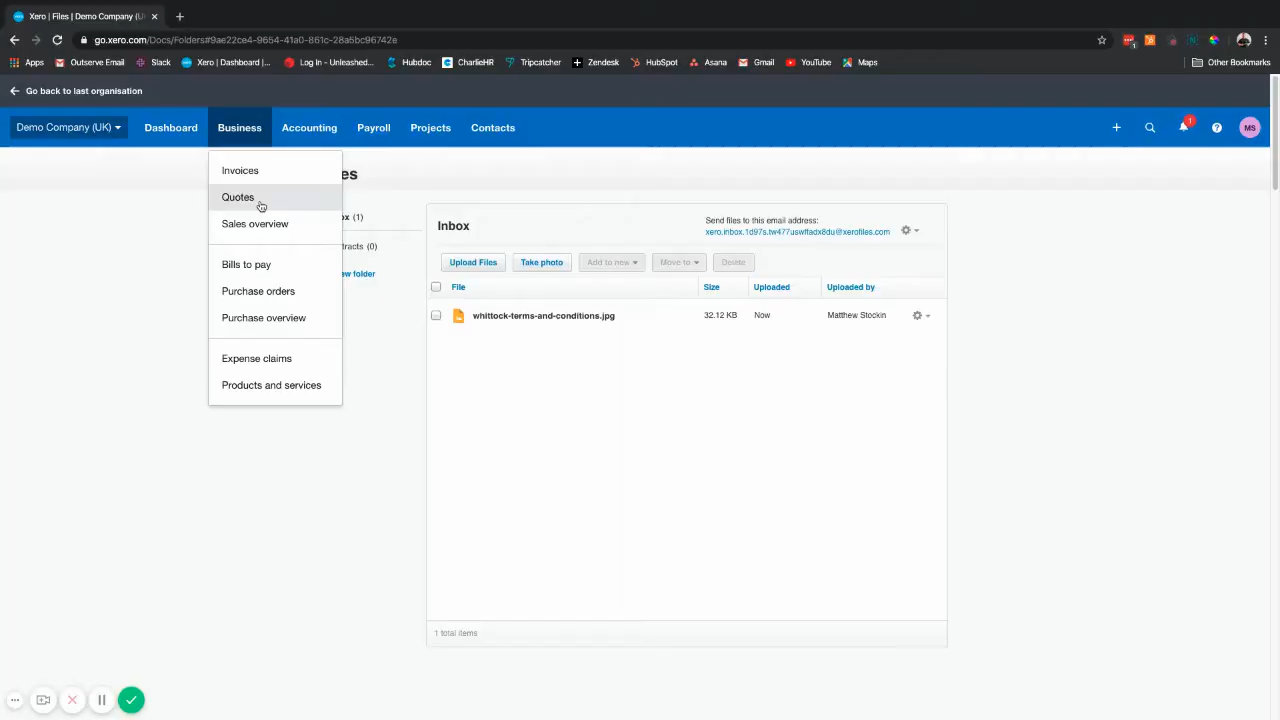 Xero | Files | Demo Company (U
go.xero.com/Docs/Folders#9ae22ce4-9654-41a0-861c-28a5bc96742e
Apps Outserve Email Slack Xero | Dashboard |... Log In - Unleashed... Hubdoc CharlieHR Tripcatcher Zendesk HubSpot Asana Gmail YouTube Maps Other Bookmarks
Go back to last organisation
Demo Company (UK) Dashboard Business Accounting Payroll Projects Contacts 1 MS
Invoices
Quotes
Sales overview
Bills to pay
Purchase orders
Purchase overview
Expense claims
Products and services
es
ox (1)
tracts (0)
ew folder
Inbox
Send files to this email address:
xero.inbox.1d97s.tw477uswffadx8du@xerofiles.com
Upload Files Take photo Add to new Move to Delete
File Size Uploaded Uploaded by
whittock-terms-and-conditions.jpg 32.12 KB Now Matthew Stockin
1 total items